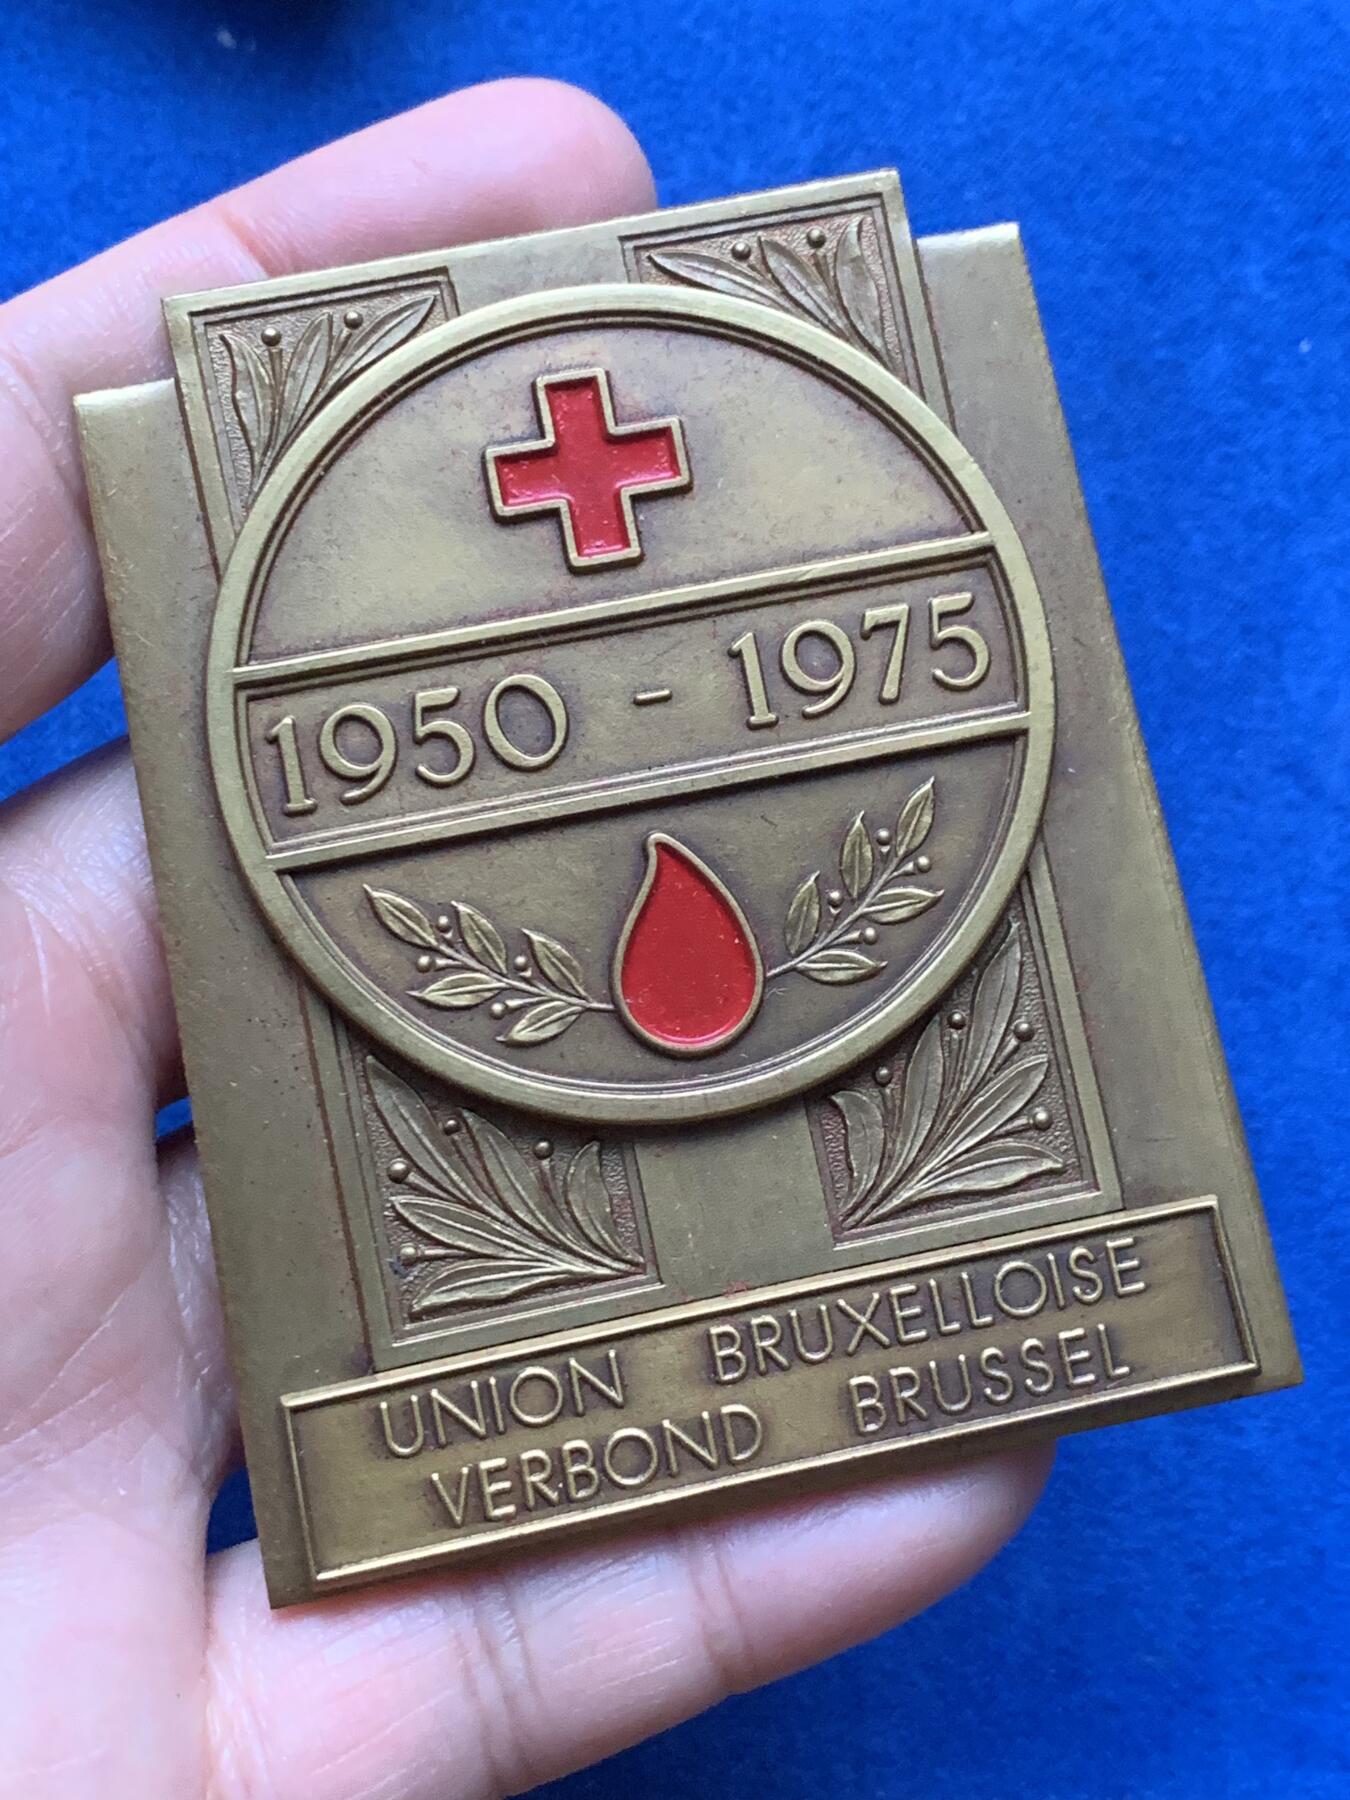 1950 - 1975
UNION BRUXELLOISE
VERBOND BRUSSEL